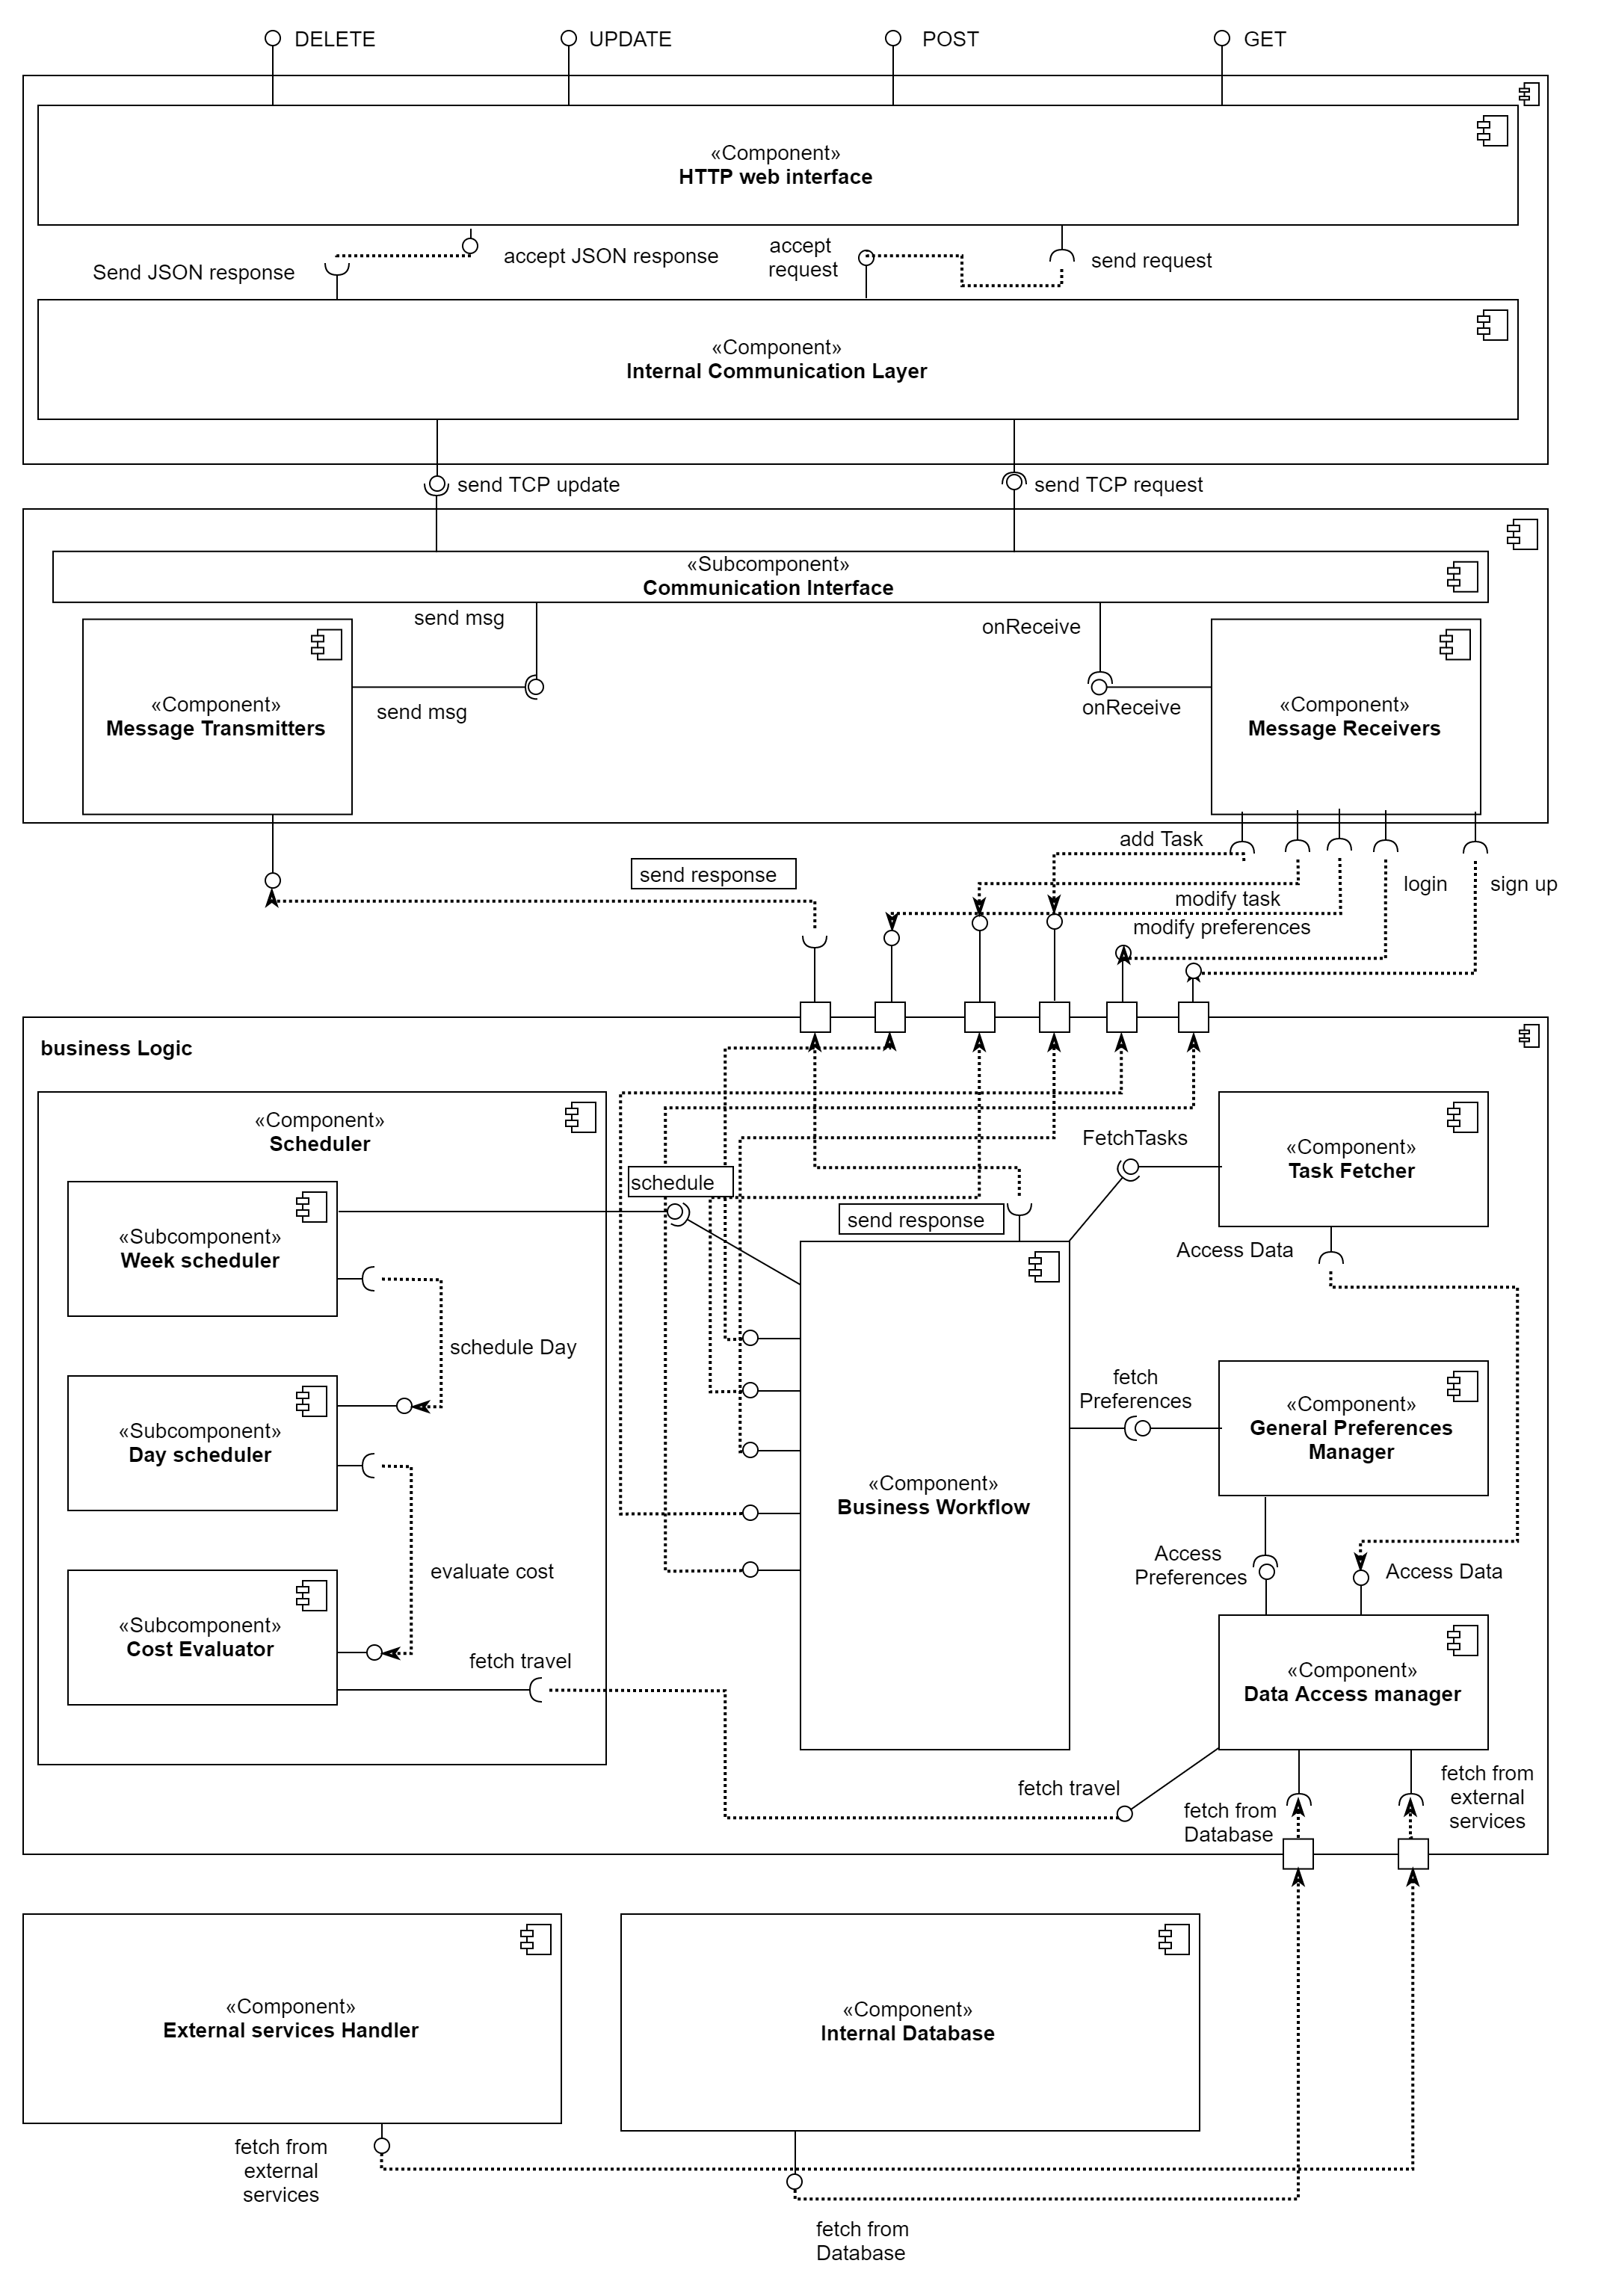 DELETE
UPDATE
POST
GET
«Component»
HTTP web interface
Send JSON response
accept JSON response
accept
request
send request
«Component»
Internal Communication Layer
send TCP update
send TCP request
«Subcomponent»
Communication Interface
send msg
onReceive
«Component»
Message Transmitters
send msg
onReceive
«Component»
Message Receivers
add Task
send response
login
sign up
modify task
modify preferences
business Logic
«Component»
Scheduler
FetchTasks
«Component»
Task Fetcher
schedule
send response
«Subcomponent»
Week scheduler
Access Data
schedule Day
fetch
Preferences
«Component»
General Preferences
Manager
«Subcomponent»
Day scheduler
«Component»
Business Workflow
evaluate cost
Access
Preferences
Access Data
«Subcomponent»
Cost Evaluator
fetch travel
«Component»
Data Access manager
fetch travel
fetch from
Database
fetch from
external
services
«Component»
External services Handler
«Component»
Internal Database
fetch from
external
services
fetch from
Database